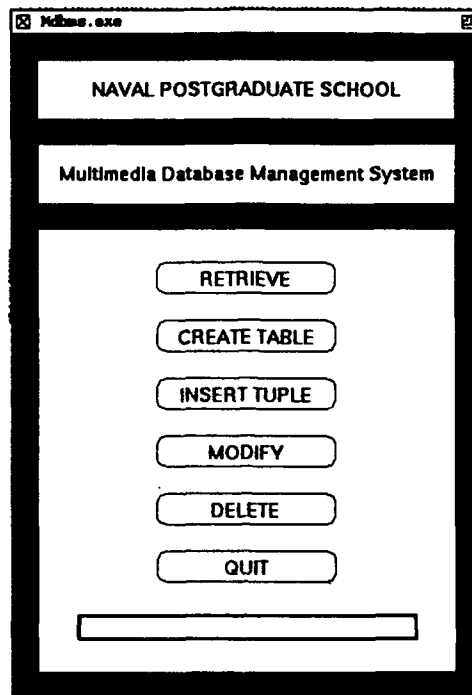 Mdbms.exe
NAVAL POSTGRADUATE SCHOOL
Multimedia Database Management System
RETRIEVE
CREATE TABLE
INSERT TUPLE
MODIFY
DELETE
QUIT